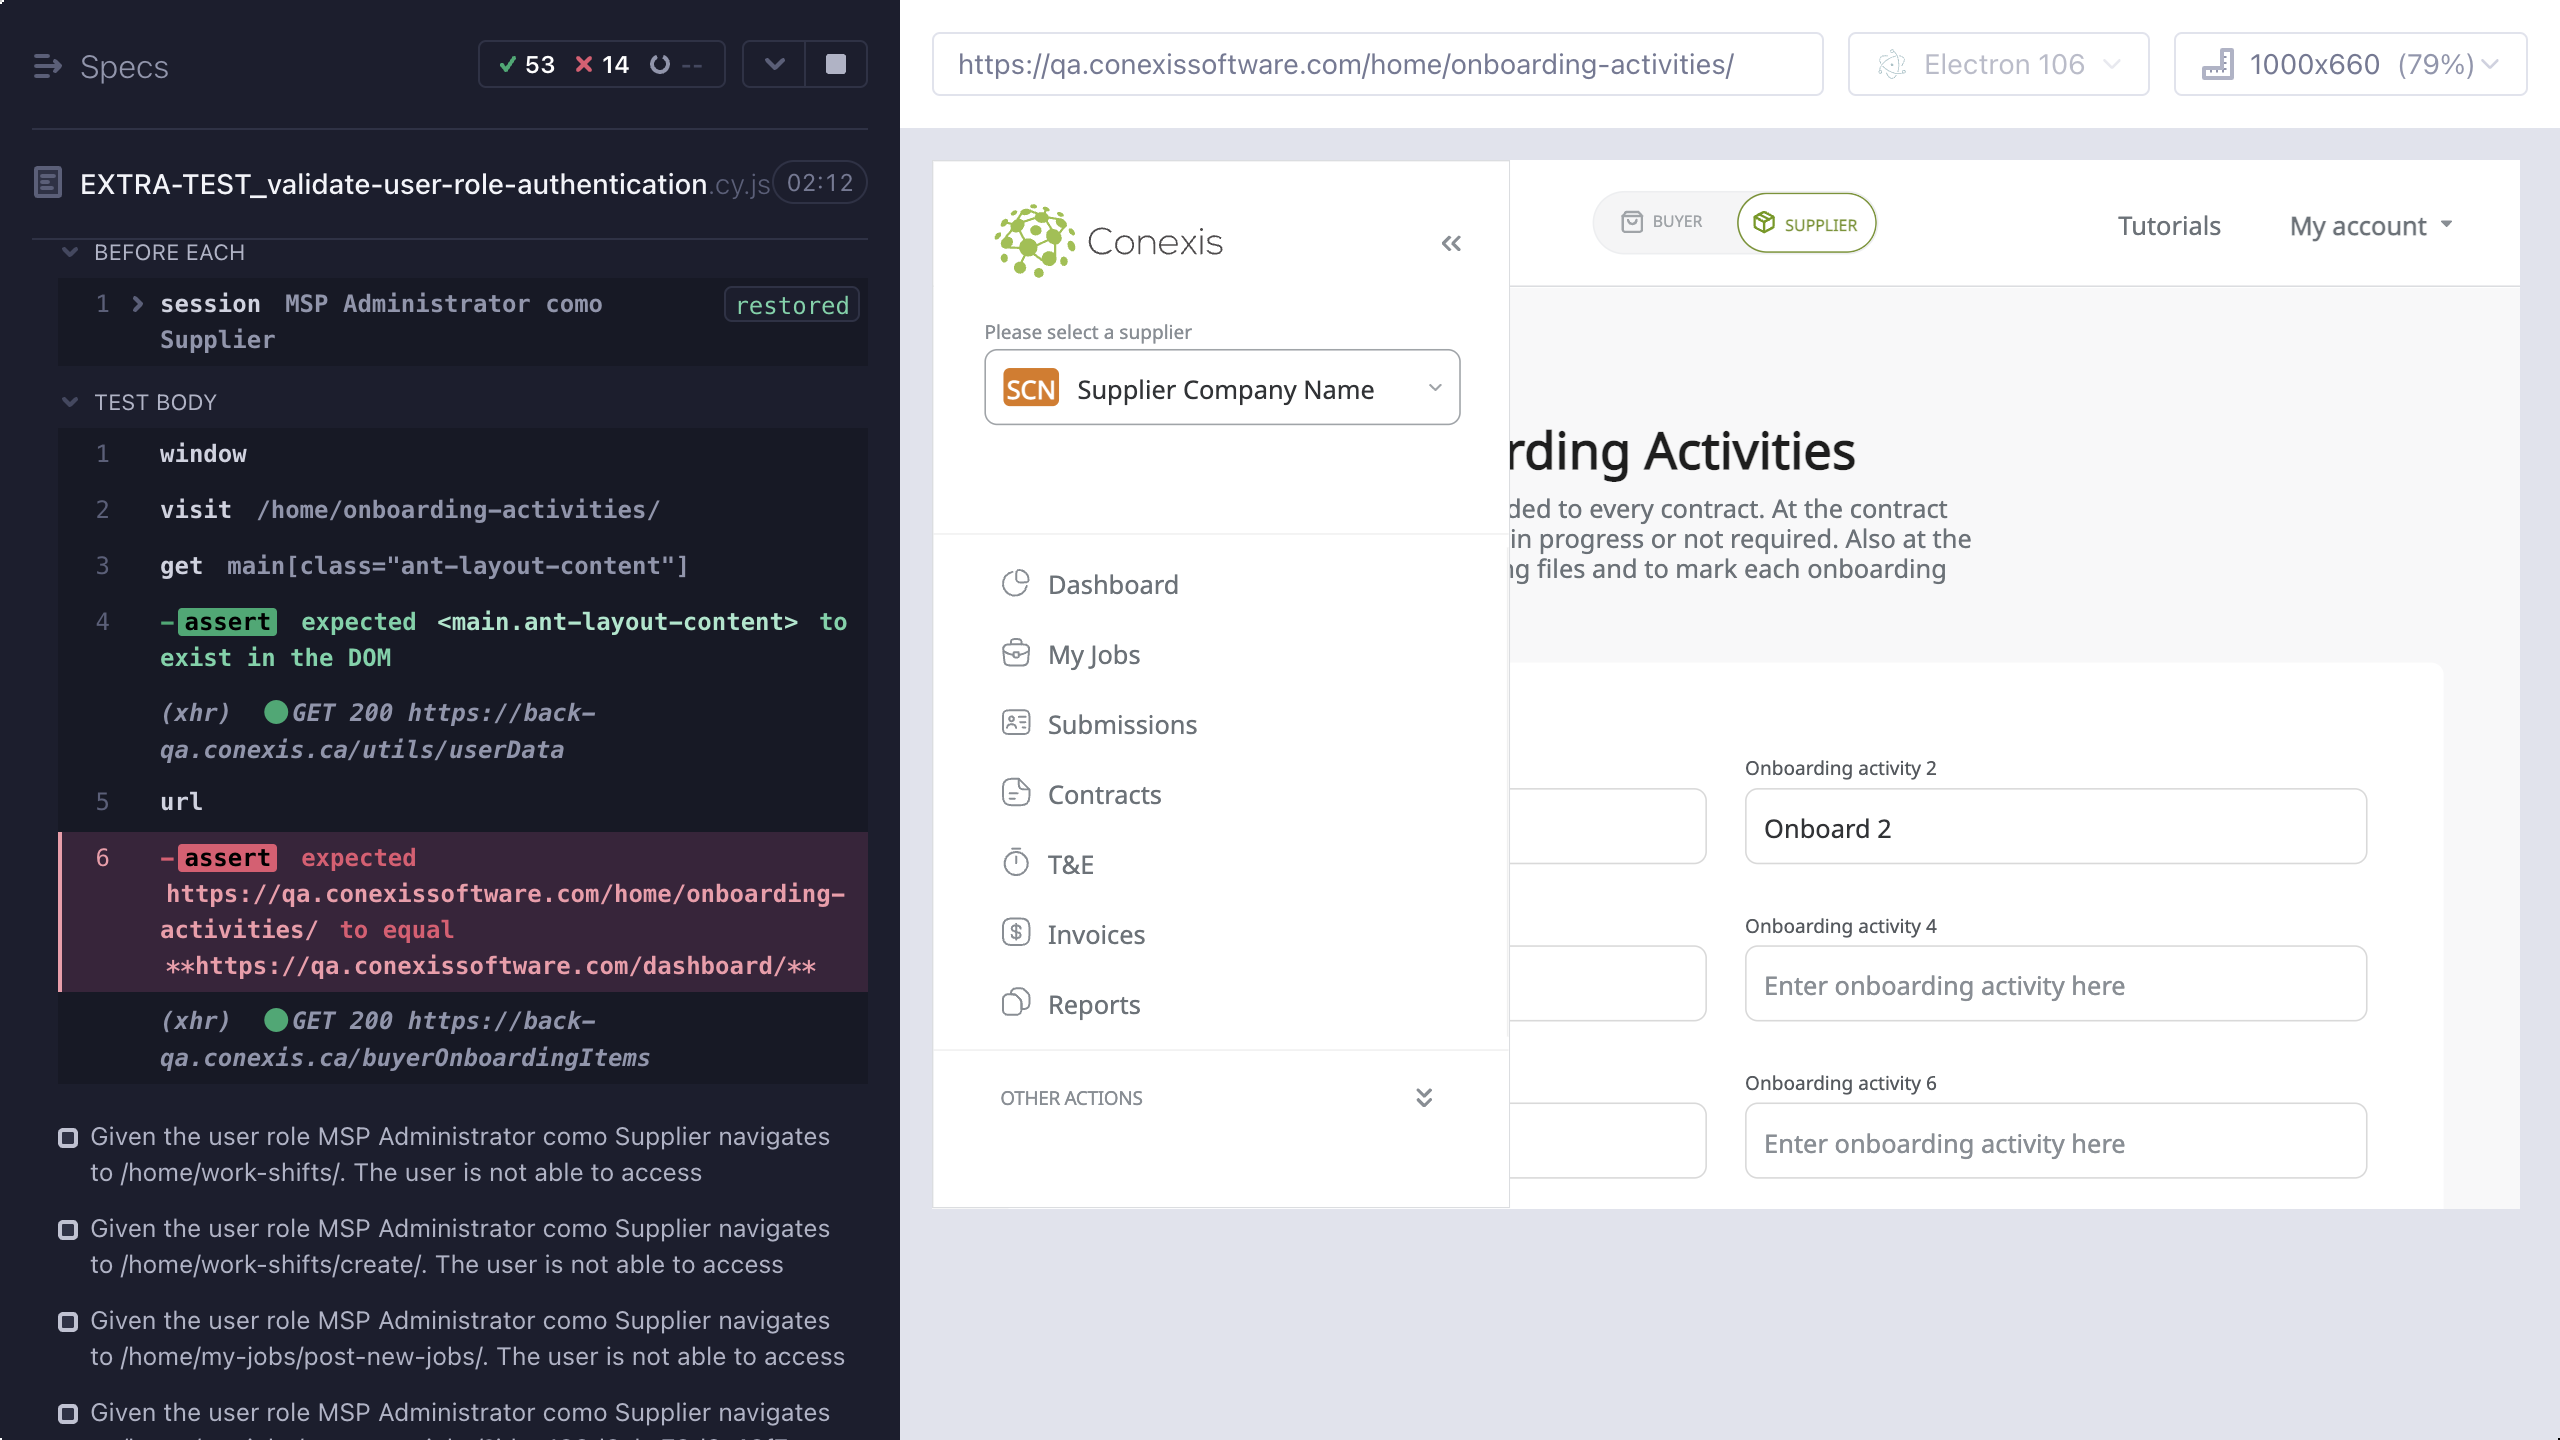 Specs
53 14 --
EXTRA-TEST_validate-user-role-authentication.cy.js 02:12
BEFORE EACH
1 session MSP Administrator como
Supplier
restored
TEST BODY
1 window
2 visit /home/onboarding-activities/
3 get main[class="ant-layout-content"]
4 -assert expected <main.ant-layout-content> to
exist in the DOM
(xhr) GET 200 https://back-
qa.conexis.ca/utils/userData
5 url
6 -assert expected
https://qa.conexissoftware.com/home/onboarding-
activities/ to equal
**https://qa.conexissoftware.com/dashboard/**
(xhr) GET 200 https://back-
qa.conexis.ca/buyerOnboardingItems
Given the user role MSP Administrator como Supplier navigates
to /home/work-shifts/. The user is not able to access
Given the user role MSP Administrator como Supplier navigates
to /home/work-shifts/create/. The user is not able to access
Given the user role MSP Administrator como Supplier navigates
to /home/my-jobs/post-new-jobs/. The user is not able to access
Given the user role MSP Administrator como Supplier navigates
https://qa.conexissoftware.com/home/onboarding-activities/
Electron 106
1000x660 (79%)
Conexis
Please select a supplier
SCN Supplier Company Name
Dashboard
My Jobs
Submissions
Contracts
T&E
Invoices
Reports
OTHER ACTIONS
BUYER
SUPPLIER
Tutorials
My account
rding Activities
ded to every contract. At the contract
in progress or not required. Also at the
ng files and to mark each onboarding
Onboarding activity 2
Onboard 2
Onboarding activity 4
Enter onboarding activity here
Onboarding activity 6
Enter onboarding activity here